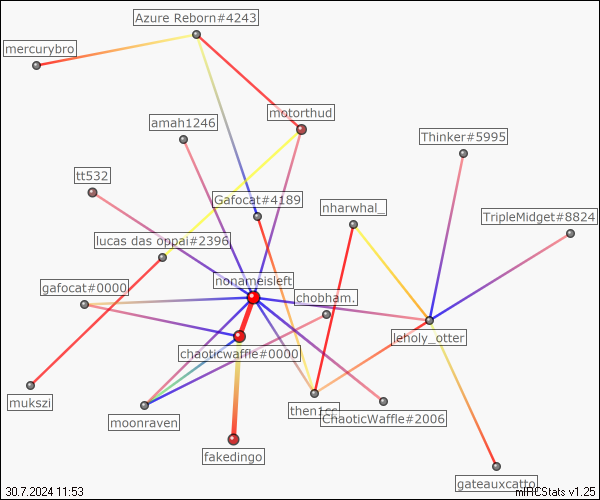 Azure Reborn#4243
mercurybro
motorthud
amah1246
Thinker#5995
tt532
Gafocat#4189
nharwhal_
TripleMidget#8824
lucas das oppai#2396
nonameisleft
gafocat#0000
chobham.
leholy_otter
chaoticwaffle#0000
mukszi
then1cc
ChaoticWaffle#2006
moonraven
fakedingo
gateauxcatto
30.7.2024 11:53
mIRCStats v1.25